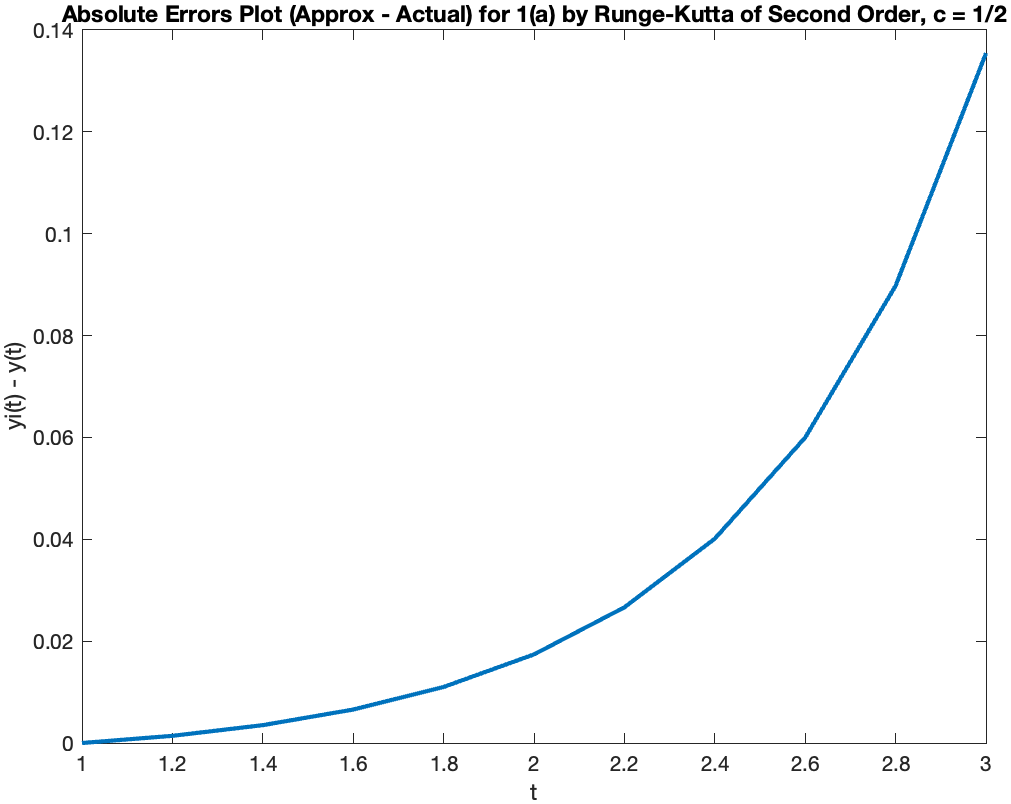 Absolute Errors Plot (Approx - Actual) for 1(a) by Runge-Kutta of Second Order, c = 1/2
0.14
0.12
0.1
0.08
0.06
0.04
0.02
0
yi(t) - y(t)
1 1.2 1.4 1.6 1.8 2 2.2 2.4 2.6 2.8 3
t